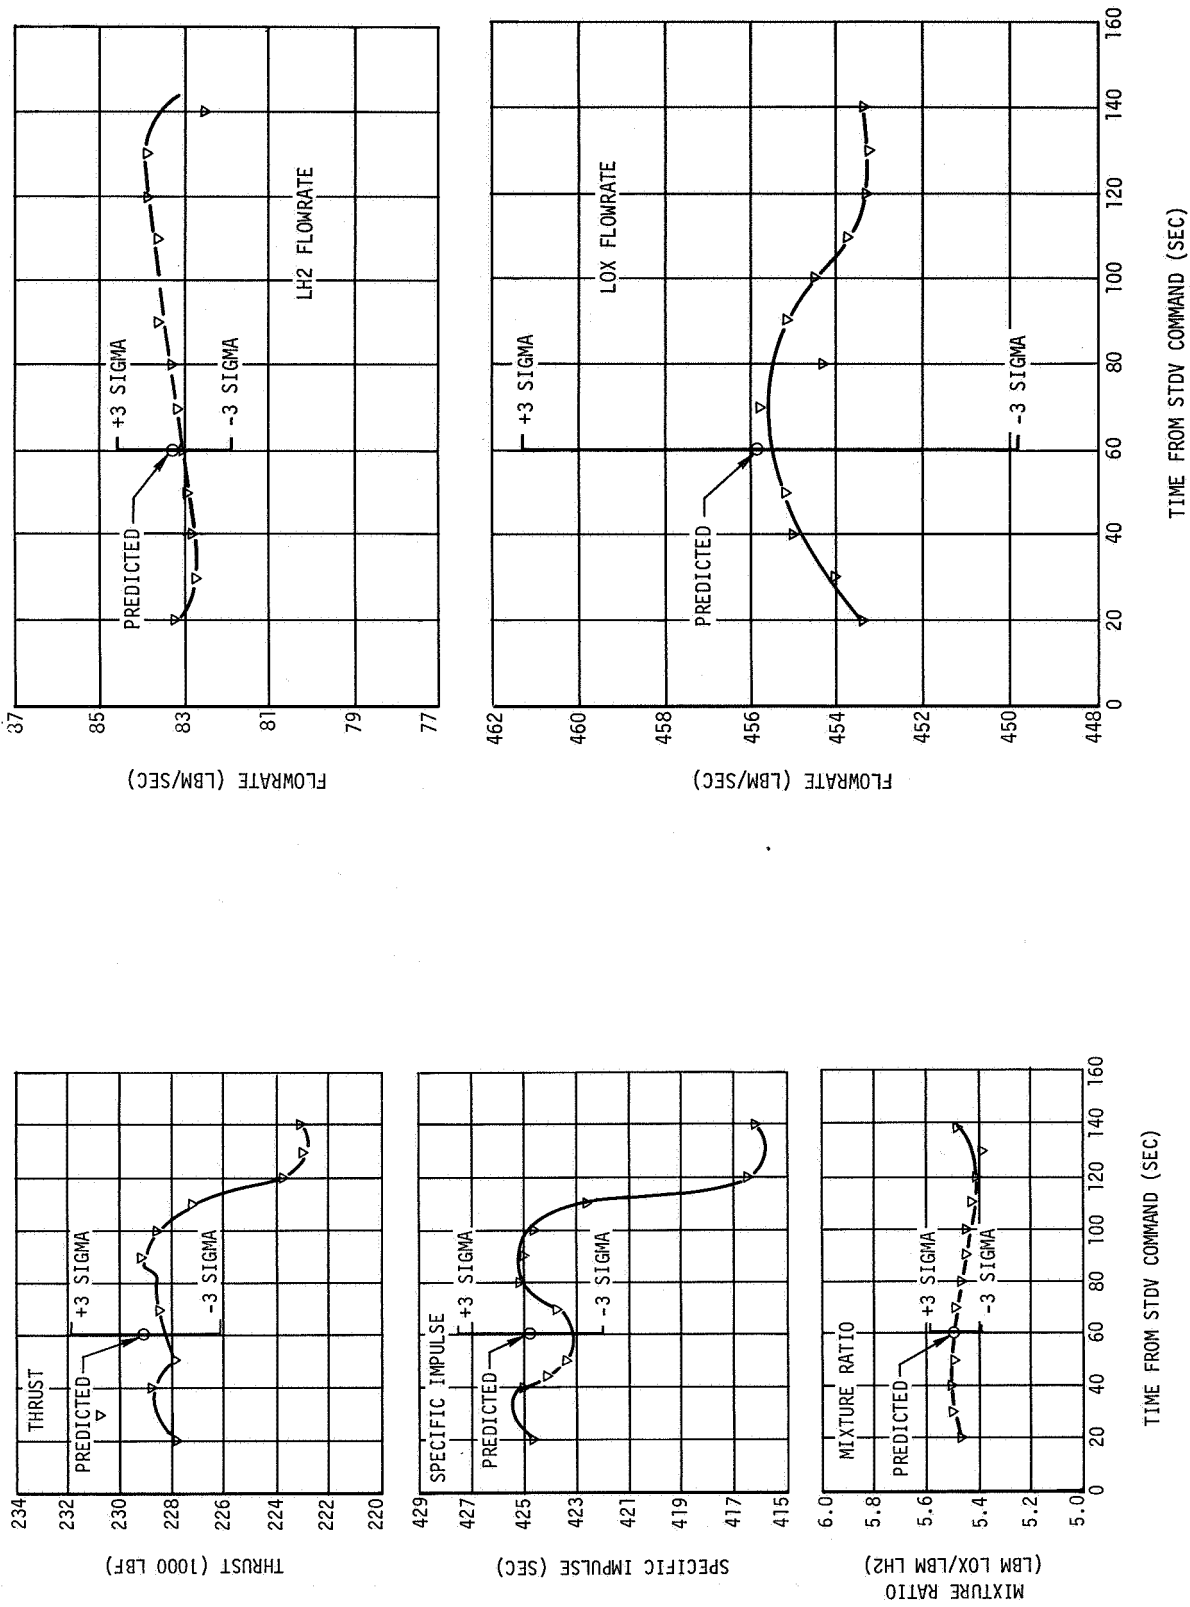 THRUST (1000 LBF)
234
232
230
228
226
224
222
220
THRUST
PREDICTED
+3 SIGMA
-3 SIGMA
SPECIFIC IMPULSE (SEC)
429
427
425
423
421
419
417
415
SPECIFIC IMPULSE
PREDICTED
+3 SIGMA
-3 SIGMA
MIXTURE RATIO
(LBM LOX/LBM LH2)
6.0
5.8
5.6
5.4
5.2
5.0
MIXTURE RATIO
PREDICTED
+3 SIGMA
-3 SIGMA
0 20 40 60 80 100 120 140 160
TIME FROM STDV COMMAND (SEC)
FLOWRATE (LBM/SEC)
87
85
83
81
79
77
PREDICTED
+3 SIGMA
-3 SIGMA
LH2 FLOWRATE
FLOWRATE (LBM/SEC)
462
460
458
456
454
452
450
448
PREDICTED
+3 SIGMA
-3 SIGMA
LOX FLOWRATE
0 20 40 60 80 100 120 140 160
TIME FROM STDV COMMAND (SEC)